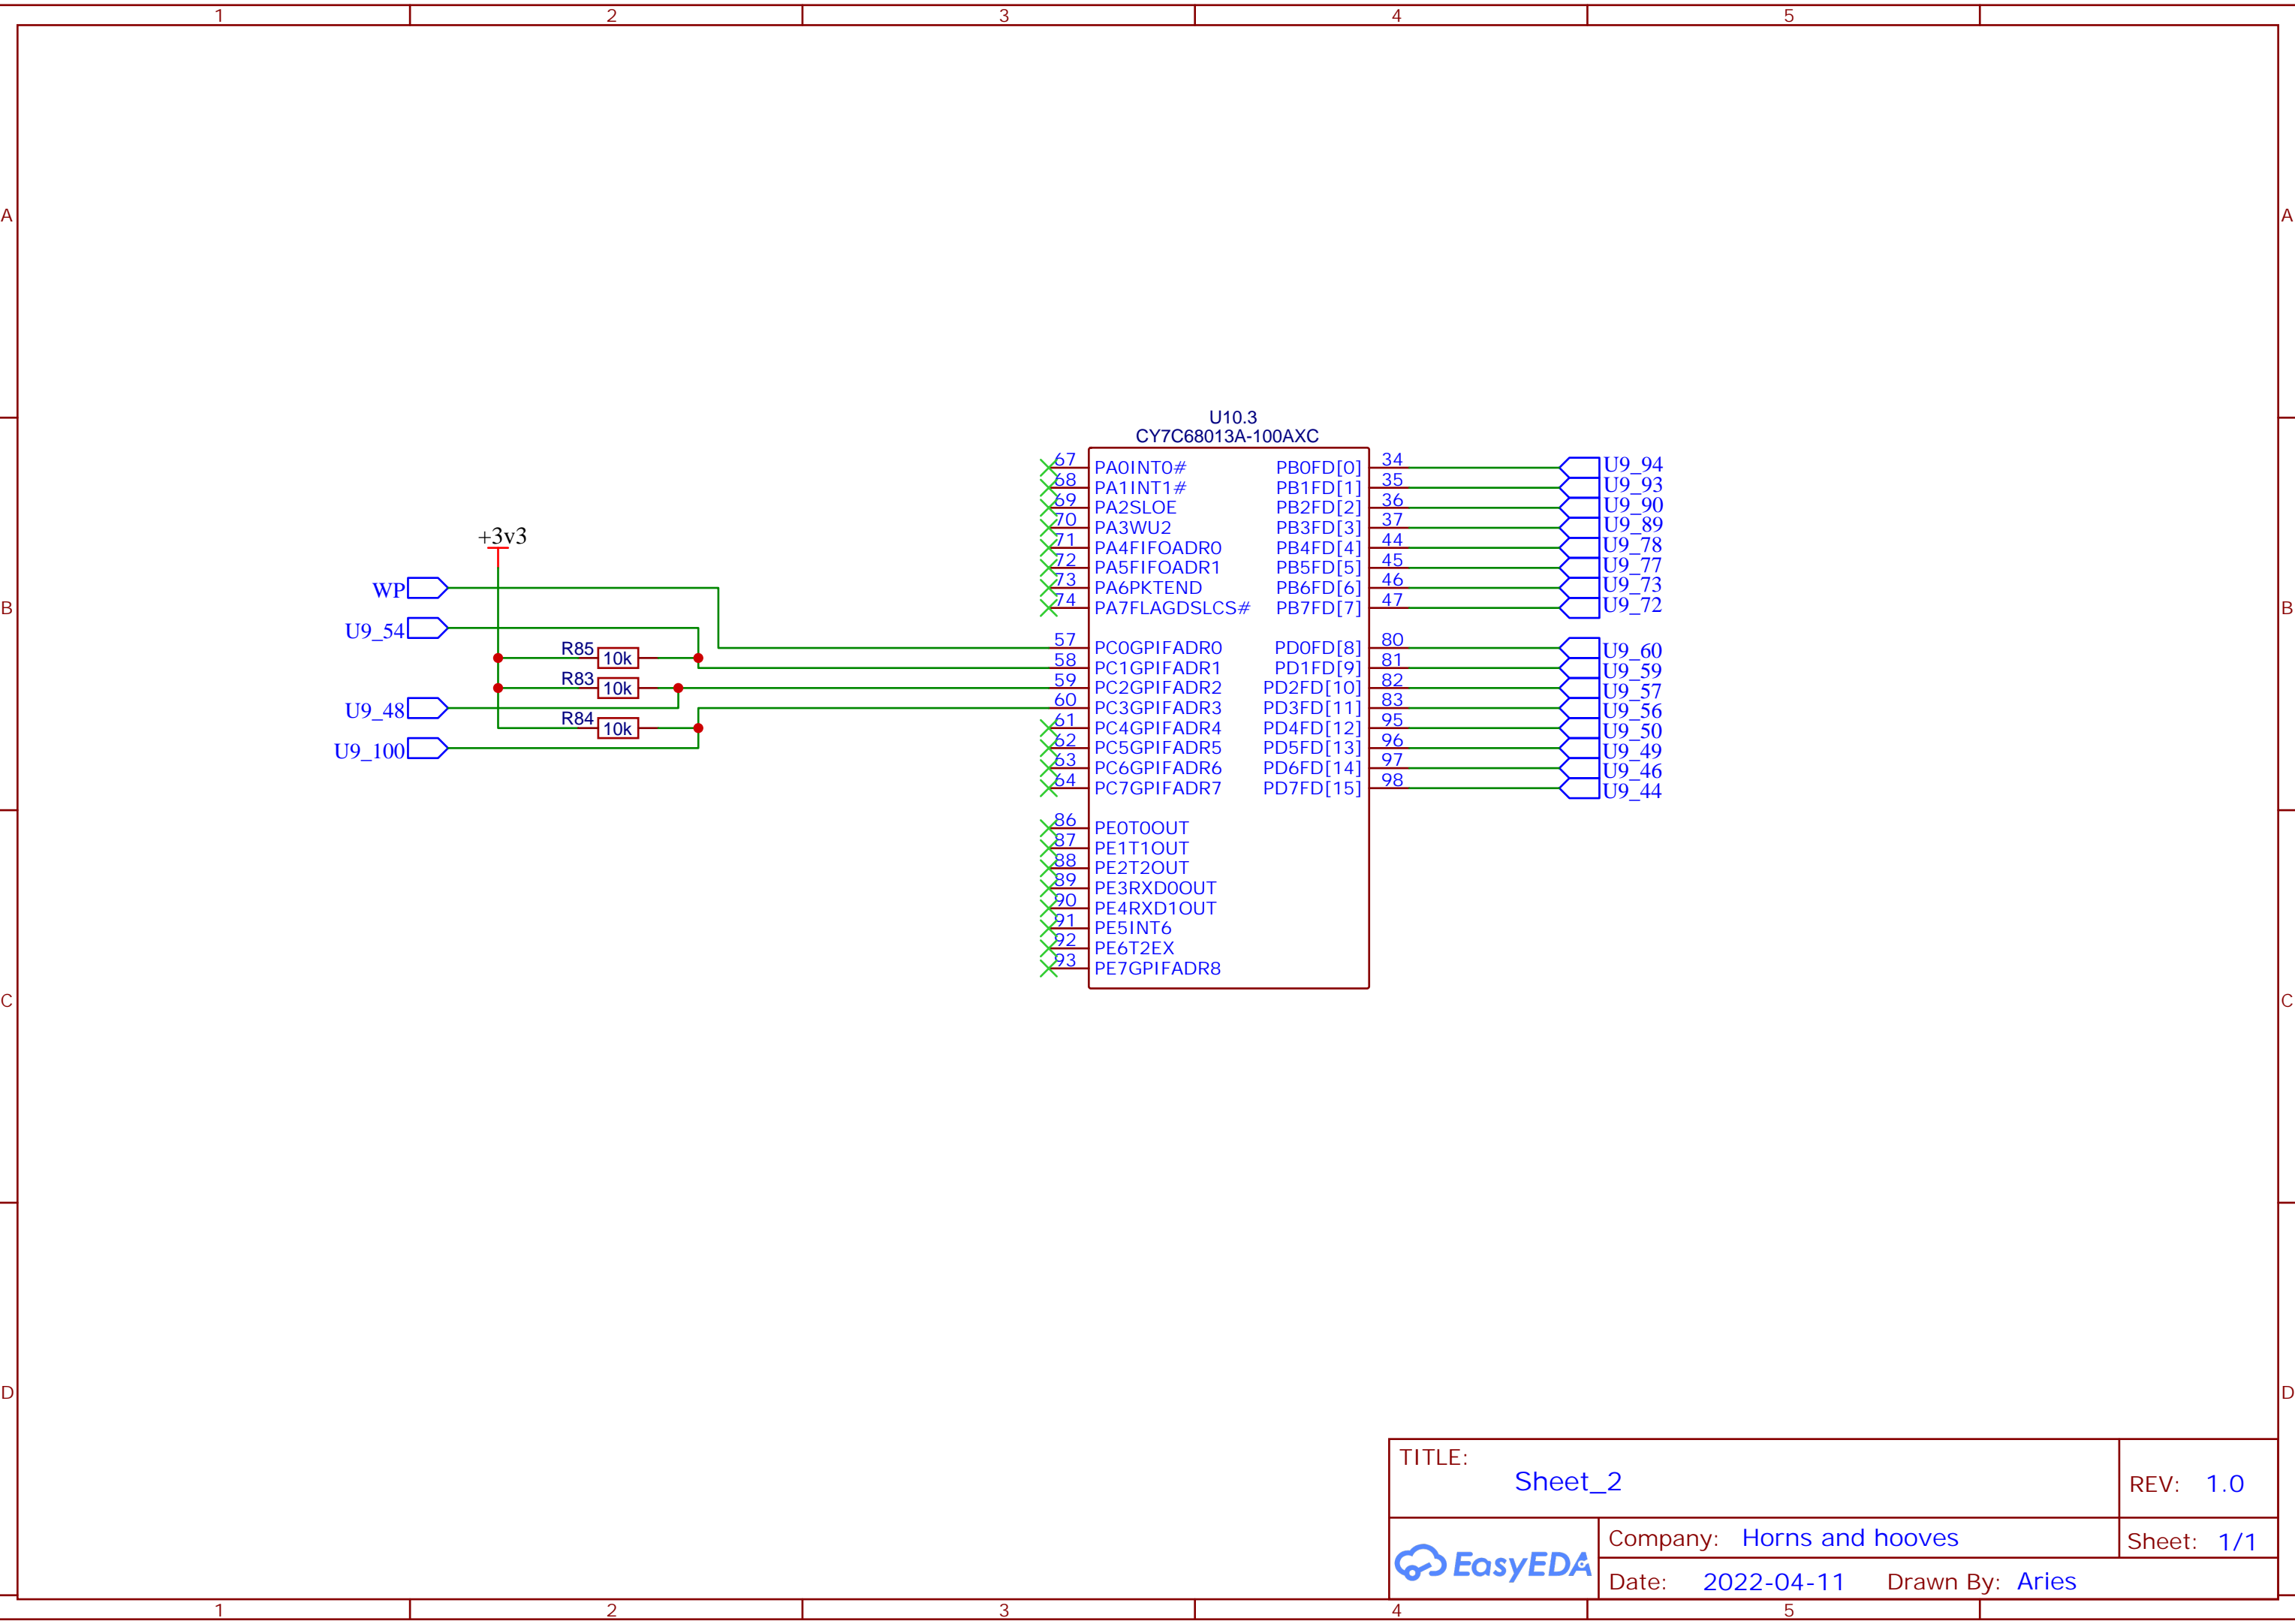 1 2 3 4 5
A A
B B
C C
D D
U10.3
CY7C68013A-100AXC
67 PA0INT0# PB0FD[0] 34 U9_94
68 PA1INT1# PB1FD[1] 35 U9_93
69 PA2SLOE PB2FD[2] 36 U9_90
70 PA3WU2 PB3FD[3] 37 U9_89
71 PA4FIFOADR0 PB4FD[4] 44 U9_78
72 PA5FIFOADR1 PB5FD[5] 45 U9_77
73 PA6PKTEND PB6FD[6] 46 U9_73
74 PA7FLAGDSLCS# PB7FD[7] 47 U9_72
+3v3
WP
U9_54
R85 10k
R83 10k
U9_48
R84 10k
U9_100
57 PC0GPIFADR0 PD0FD[8] 80 U9_60
58 PC1GPIFADR1 PD1FD[9] 81 U9_59
59 PC2GPIFADR2 PD2FD[10] 82 U9_57
60 PC3GPIFADR3 PD3FD[11] 83 U9_56
61 PC4GPIFADR4 PD4FD[12] 95 U9_50
62 PC5GPIFADR5 PD5FD[13] 96 U9_49
63 PC6GPIFADR6 PD6FD[14] 97 U9_46
64 PC7GPIFADR7 PD7FD[15] 98 U9_44
86 PE0T0OUT
87 PE1T1OUT
88 PE2T2OUT
89 PE3RXD0OUT
90 PE4RXD1OUT
91 PE5INT6
92 PE6T2EX
93 PE7GPIFADR8
TITLE:
Sheet_2
REV: 1.0
EasyEDA
Company: Horns and hooves
Sheet: 1/1
Date: 2022-04-11 Drawn By: Aries
1 2 3 4 5